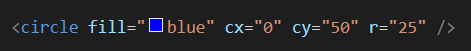 <circle fill="blue" cx="0" cy="50" r="25" />